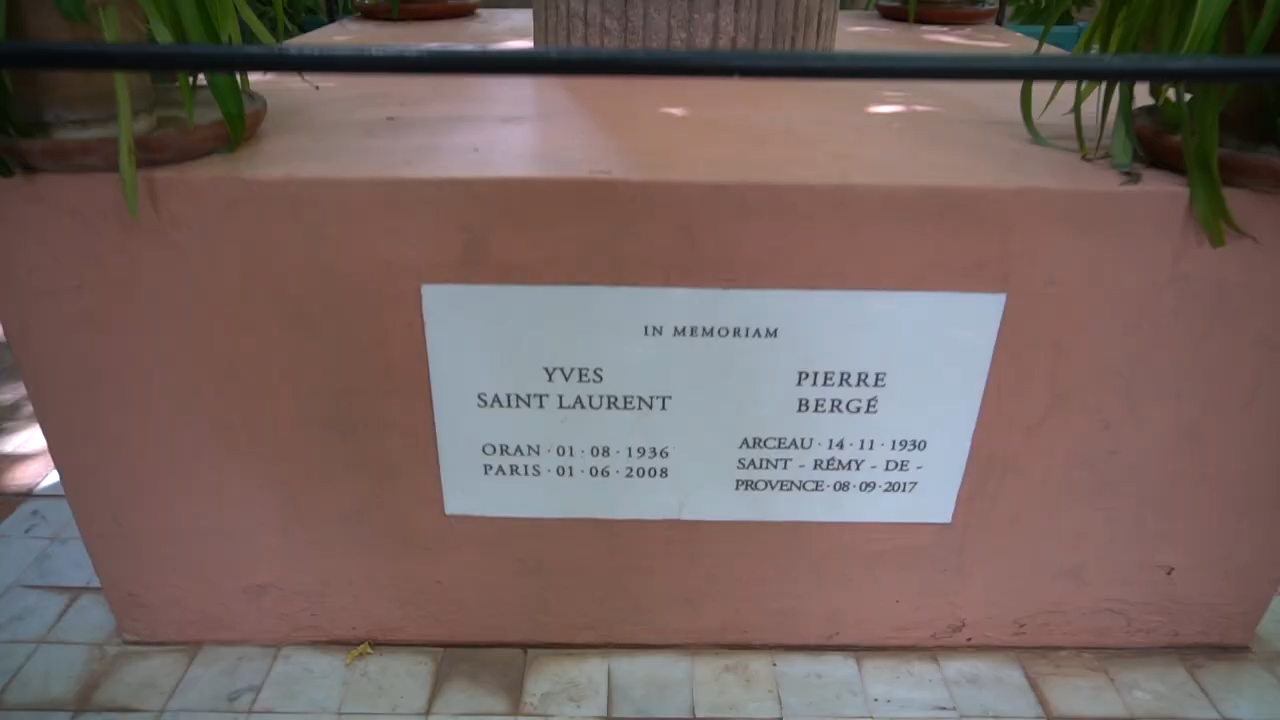 IN MEMORIAM
YVES
SAINT LAURENT
ORAN · 01 · 08 · 1936
PARIS · 01 · 06 · 2008
PIERRE
BERGÉ
ARCEAU · 14 · 11 · 1930
SAINT - RÉMY - DE -
PROVENCE · 08 · 09 · 2017